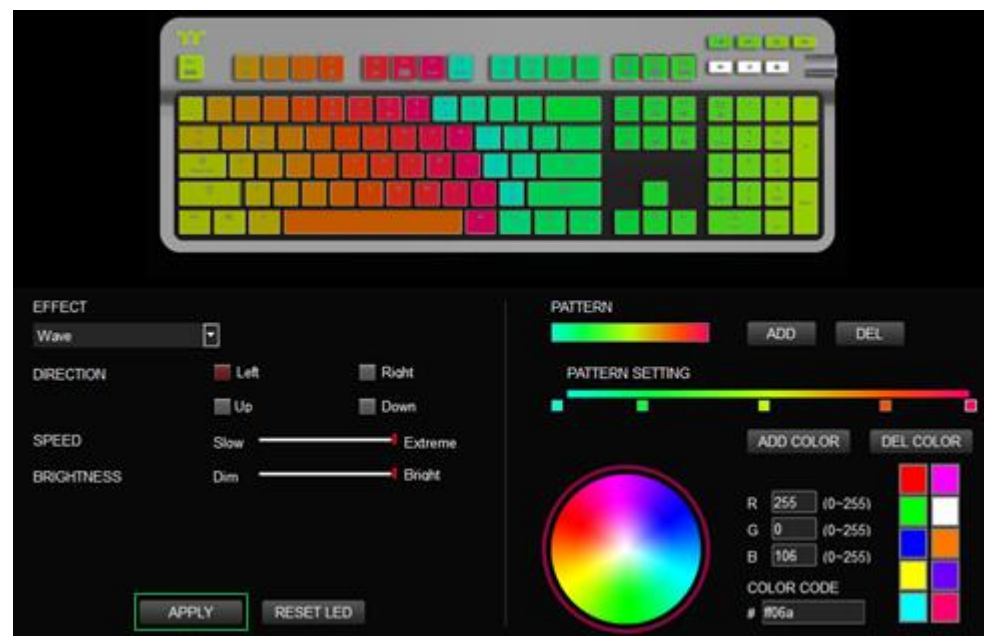 EFFECT
Wave
DIRECTION
Left
Right
Up
Down
SPEED
Slow
Extreme
BRIGHTNESS
Dim
Bright
APPLY
RESET LED
PATTERN
ADD
DEL
PATTERN SETTING
ADD COLOR
DEL COLOR
R 255 (0~255)
G 0 (0~255)
B 106 (0~255)
COLOR CODE
# ff06a